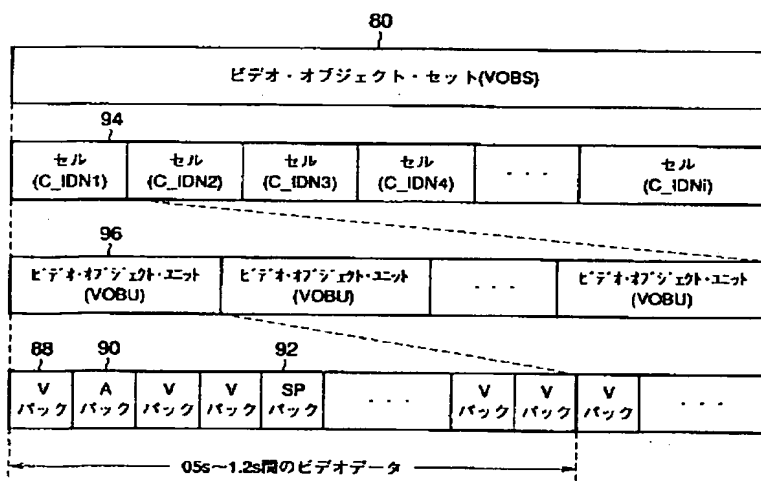 80
ビデオ・オブジェクト・セット(VOBS)
94
セル セル セル セル セル
(C_IDN1) (C_IDN2) (C_IDN3) (C_IDN4) · · · (C_IDNi)
96
ビデオ・オブジェクト・ユニット ビデオ・オブジェクト・ユニット ビデオ・オブジェクト・ユニット
(VOBU) (VOBU) · · · (VOBU)
88 90 92
V A V V SP V V V
パック パック パック パック パック · · · · パック パック パック · · ·
05s～1.2s間のビデオデータ